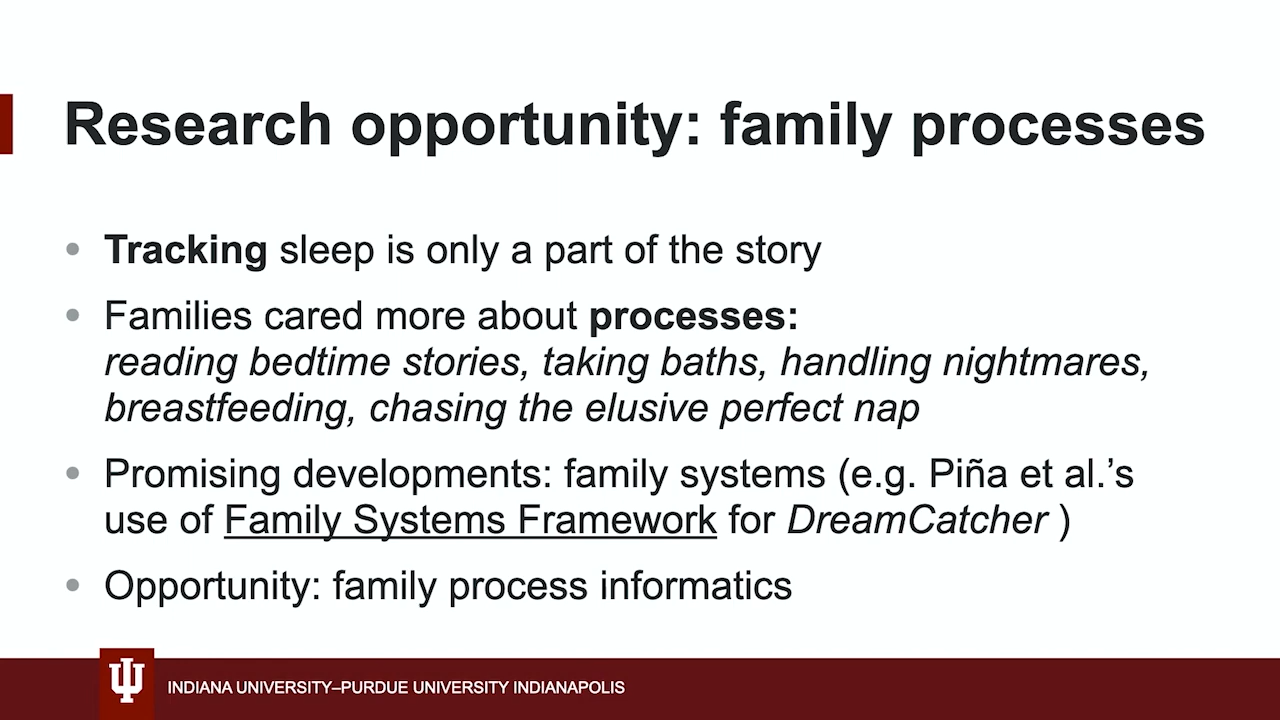 Research opportunity: family processes
• Tracking sleep is only a part of the story
• Families cared more about processes:
reading bedtime stories, taking baths, handling nightmares,
breastfeeding, chasing the elusive perfect nap
• Promising developments: family systems (e.g. Piña et al.’s
use of Family Systems Framework for DreamCatcher )
• Opportunity: family process informatics
INDIANA UNIVERSITY–PURDUE UNIVERSITY INDIANAPOLIS